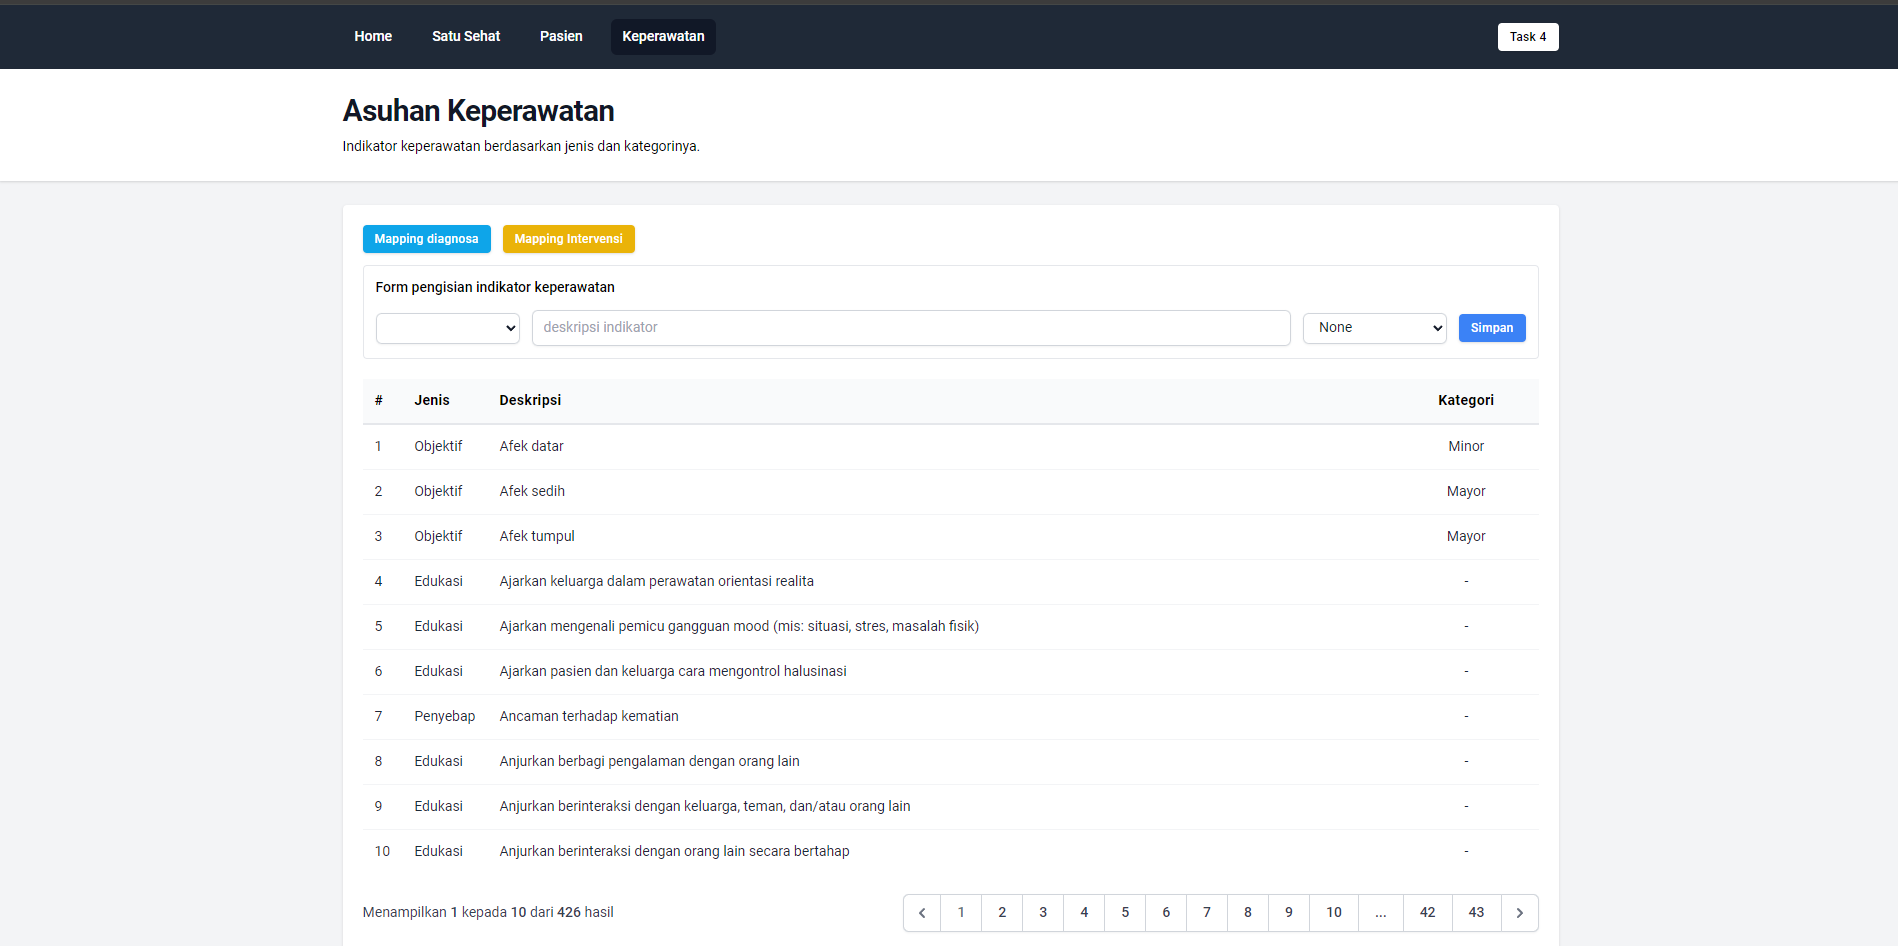 Home Satu Sehat Pasien Keperawatan Task 4
Asuhan Keperawatan
Indikator keperawatan berdasarkan jenis dan kategorinya.
Mapping diagnosa Mapping Intervensi
Form pengisian indikator keperawatan
deskripsi indikator None Simpan
# Jenis Deskripsi Kategori
1 Objektif Afek datar Minor
2 Objektif Afek sedih Mayor
3 Objektif Afek tumpul Mayor
4 Edukasi Ajarkan keluarga dalam perawatan orientasi realita -
5 Edukasi Ajarkan mengenali pemicu gangguan mood (mis: situasi, stres, masalah fisik) -
6 Edukasi Ajarkan pasien dan keluarga cara mengontrol halusinasi -
7 Penyebap Ancaman terhadap kematian -
8 Edukasi Anjurkan berbagi pengalaman dengan orang lain -
9 Edukasi Anjurkan berinteraksi dengan keluarga, teman, dan/atau orang lain -
10 Edukasi Anjurkan berinteraksi dengan orang lain secara bertahap -
Menampilkan 1 kepada 10 dari 426 hasil 1 2 3 4 5 6 7 8 9 10 ... 42 43